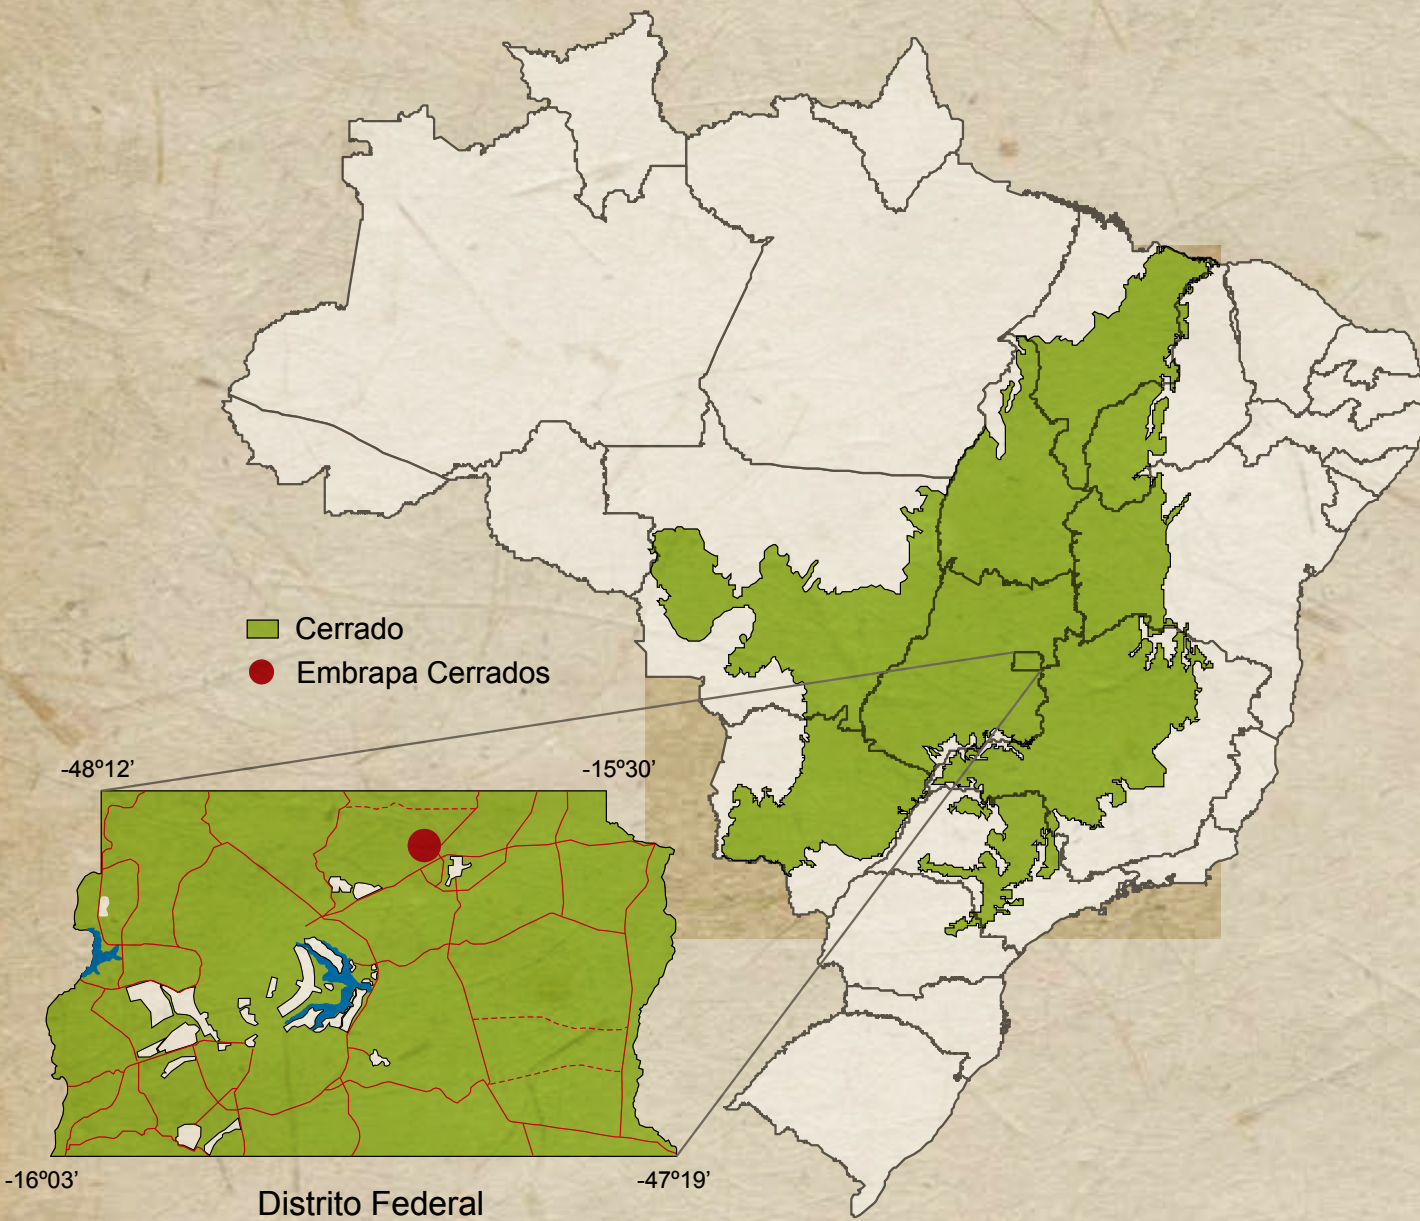 Cerrado
Embrapa Cerrados
-48º12’
-15º30’
-16º03’
-47º19’
Distrito Federal